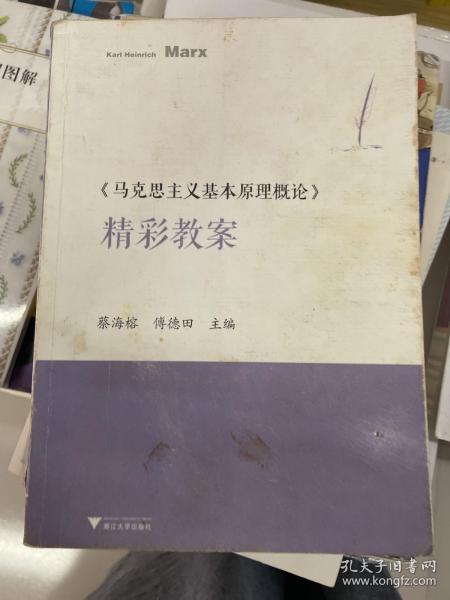 Karl Heinrich Marx
《马克思主义基本原理概论》
精彩教案
蔡海榕 傅德田 主编
浙江大学出版社
图解
孔夫子旧书网
www.kongfz.com